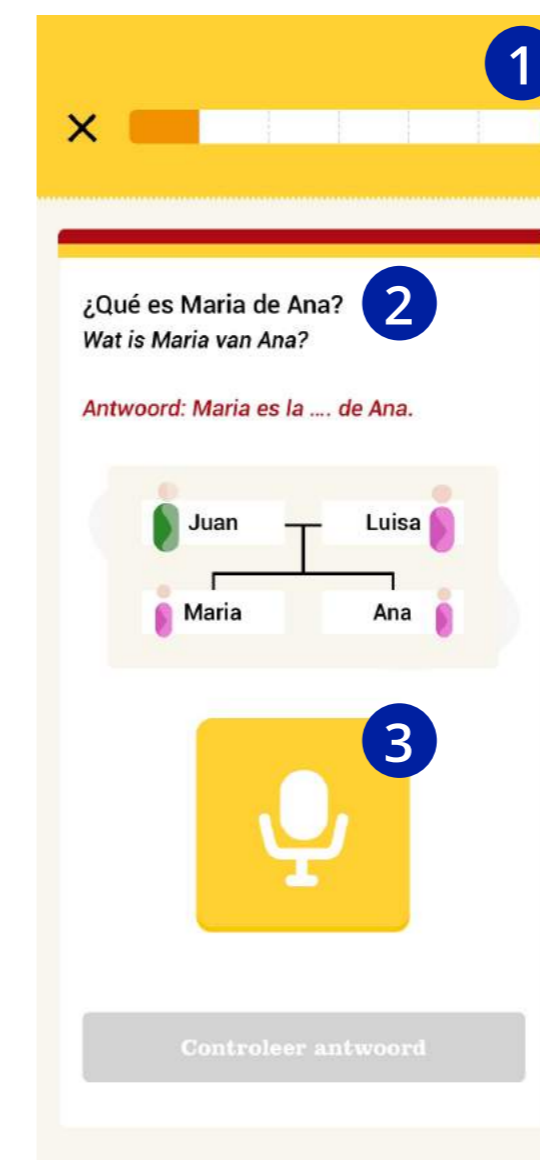 1
¿Qué es Maria de Ana?
2
Wat is Maria van Ana?
Antwoord: Maria es la .... de Ana.
Juan
Luisa
Maria
Ana
3
Controleer antwoord